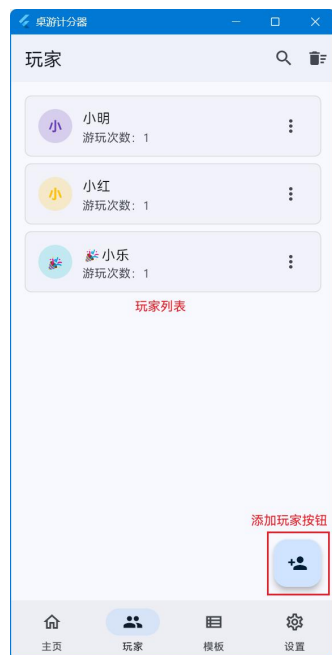 桌游计分器
玩家
小
小明
游玩次数：1
小
小红
游玩次数：1
🎉
🎉小乐
游玩次数：1
玩家列表
添加玩家按钮
主页
玩家
模板
设置